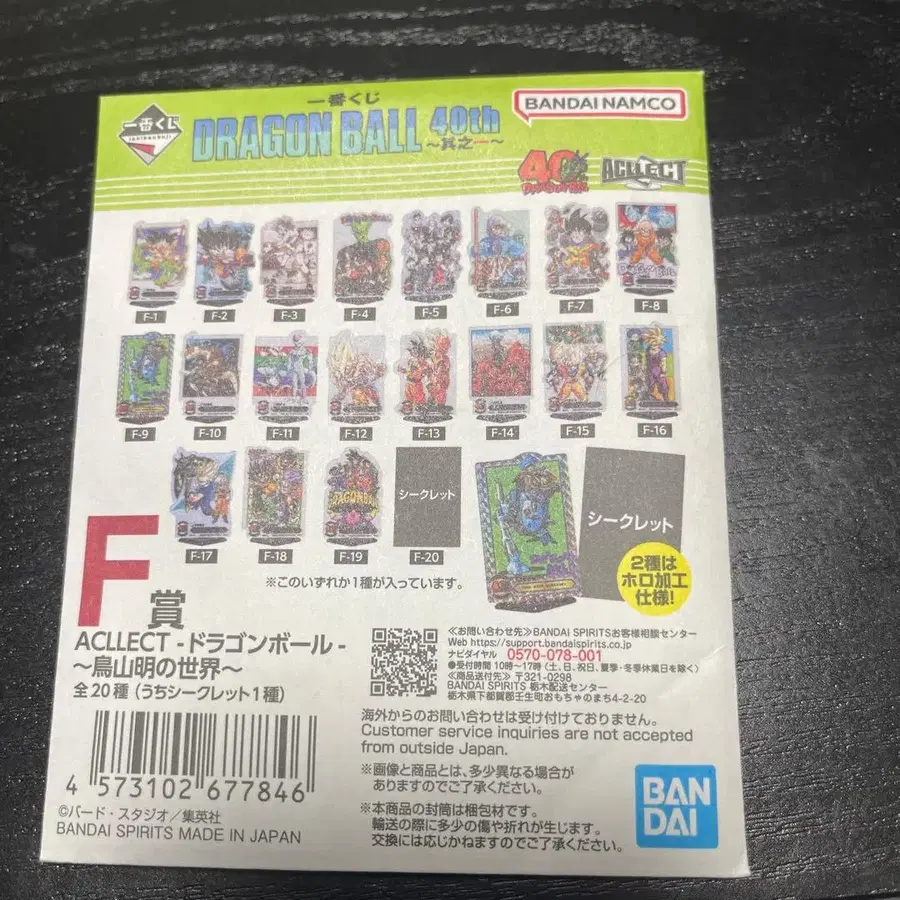 一番くじ
一番くじ
DRAGON BALL 40th
～其之一～
BANDAI NAMCO
40th
DRAGON BALL
ACLLECT
F-1
F-2
F-3
F-4
F-5
F-6
F-7
F-8
F-9
F-10
F-11
F-12
F-13
F-14
F-15
F-16
シークレット
F-17
F-18
F-19
F-20
シークレット
2種は
ホロ加工
仕様!
※このいずれか1種が入っています。
F賞
ACLLECT -ドラゴンボール-
～鳥山明の世界～
全20種(うちシークレット1種)
≪お問い合わせ先≫BANDAI SPIRITSお客様相談センター
Web https://support.bandaispirits.co.jp
ナビダイヤル 0570-078-001
●受付時間 10時～17時(土、日、祝日、夏季・冬季休業日を除く)
≪商品送付先≫ 〒321-0298
BANDAI SPIRITS 栃木配送センター
栃木県下都賀郡壬生町おもちゃのまち4-2-20
海外からのお問い合わせは受け付けておりません。
Customer service inquiries are not accepted
from outside Japan.
※画像と商品とは、多少異なる場合が
ありますのでご了承ください。
※本商品の封筒は梱包材です。
輸送の際に多少の傷や折れが生じます。
交換には応じかねますのでご了承ください。
4 573102 677846
©バード・スタジオ/集英社
BANDAI SPIRITS MADE IN JAPAN
BAN
DAI